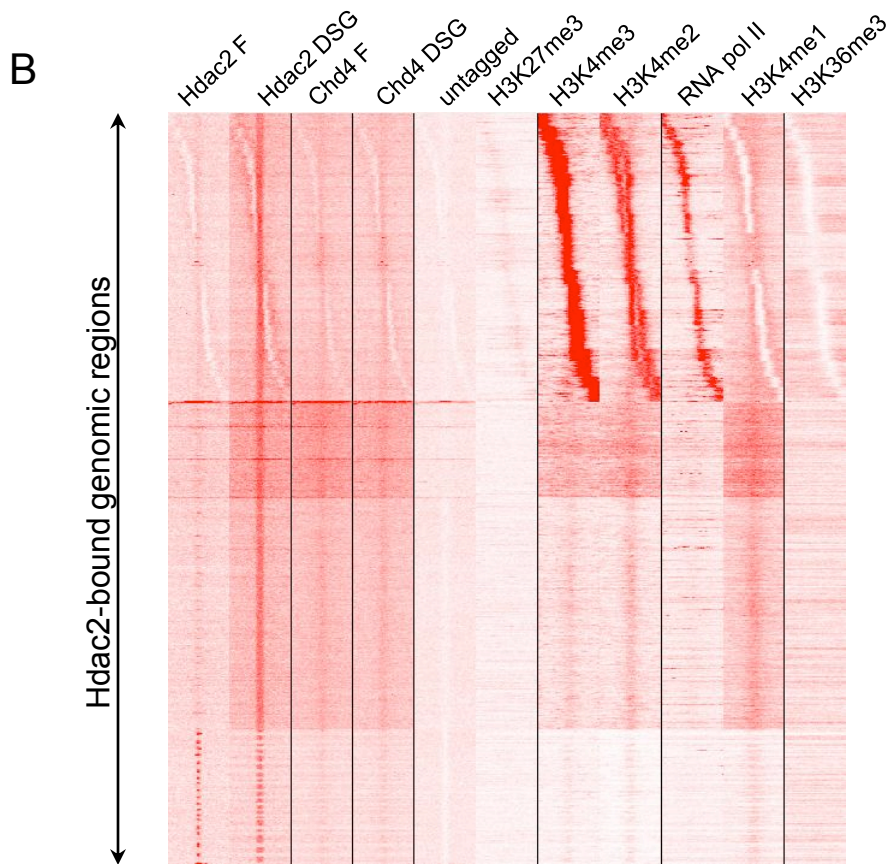 B
Hdac2 F
Hdac2 DSG
Chd4 F
Chd4 DSG
untagged
H3K27me3
H3K4me3
H3K4me2
RNA pol II
H3K4me1
H3K36me3
Hdac2-bound genomic regions